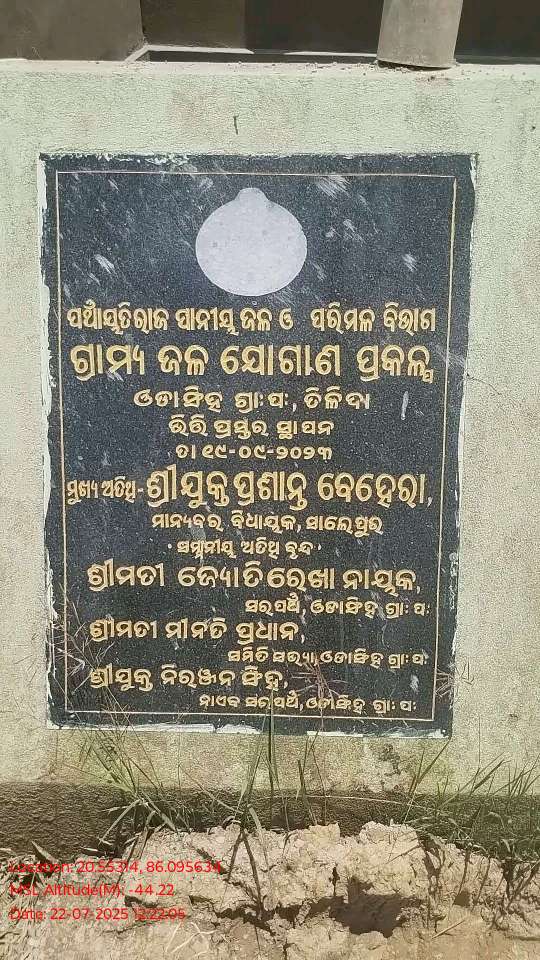 ପଞ୍ଚାୟତିରାଜ ପାନୀୟ ଜଳ ଓ ପରିମଳ ବିଭାଗ
ଗ୍ରାମ୍ୟ ଜଳ ଯୋଗାଣ ପ୍ରକଳ୍ପ
ଓଡାସିଂହ ଗ୍ରା: ପ:, ତିଳିଦା
ଭିତ୍ତି ପ୍ରସ୍ତର ସ୍ଥାପନ
ତା ୧୯-୦୯-୨୦୨୩
ମୁଖ୍ୟ ଅତିଥି - ଶ୍ରୀଯୁକ୍ତ ପ୍ରଶାନ୍ତ ବେହେରା,
ମାନ୍ୟବର ବିଧାୟକ, ସାଲେପୁର
• ସମ୍ମାନୀୟ ଅତିଥି ବୃନ୍ଦ •
ଶ୍ରୀମତୀ ଜ୍ୟୋତିରେଖା ନାୟକ,
ସରପଞ୍ଚ, ଓଡାସିଂହ ଗ୍ରା: ପ:
ଶ୍ରୀମତୀ ମୀନତି ପ୍ରଧାନ,
ସମିତି ସଭ୍ୟା, ଓଡାସିଂହ ଗ୍ରା: ପ:
ଶ୍ରୀଯୁକ୍ତ ନିରଞ୍ଜନ ସିଂହ,
ନାଏବ ସରପଞ୍ଚ, ଓଡାସିଂହ ଗ୍ରା: ପ:
Location: 20.55314, 86.095634
MSL Altitude(M): -44.22
Date: 22-07-2025 12:22:05